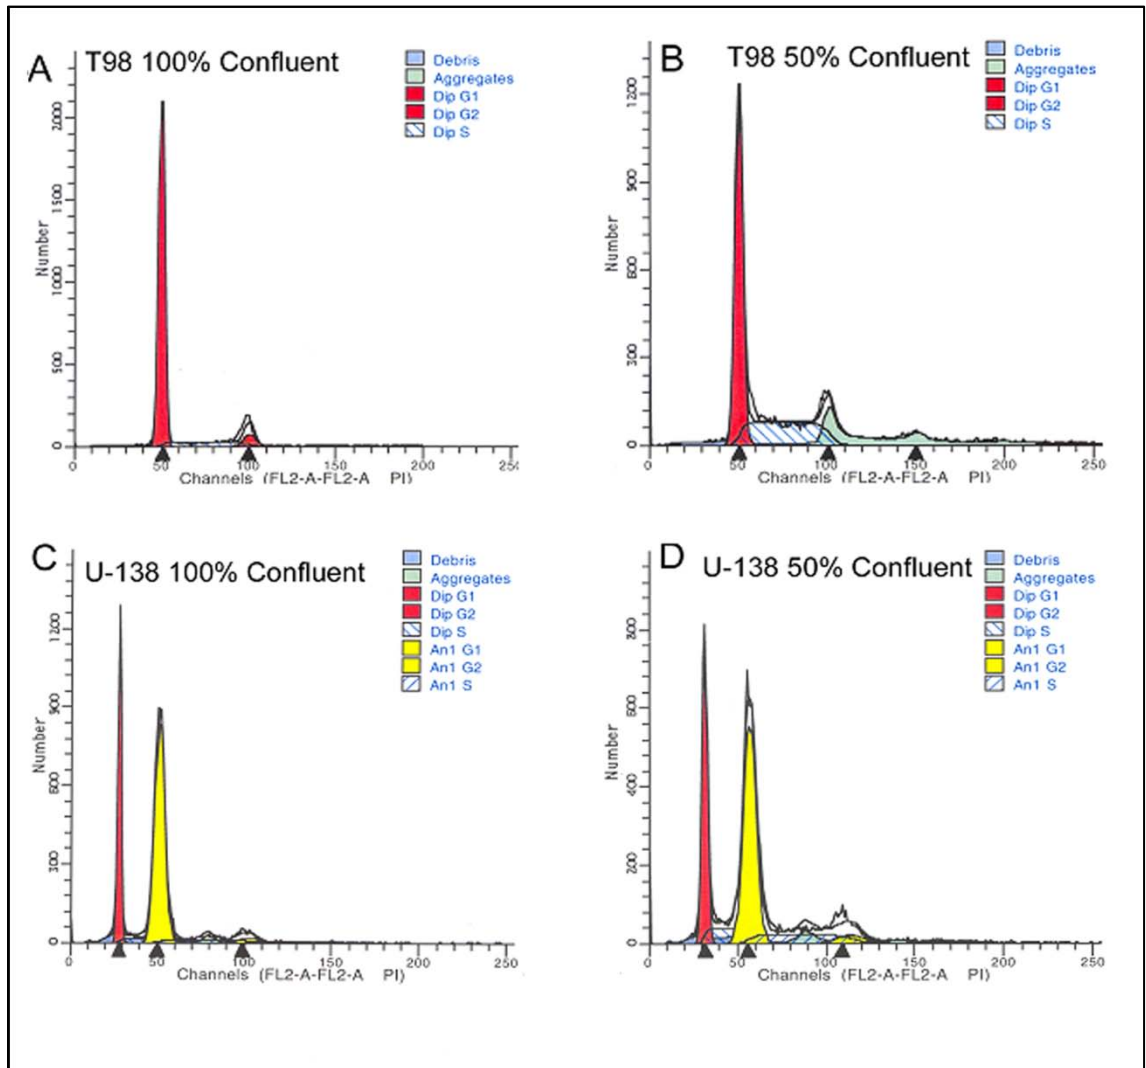 A
T98 100% Confluent
Debris
Aggregates
Dip G1
Dip G2
Dip S
Number
0
500
1000
1500
2000
0
50
100
150
200
25
Channels (FL2-A-FL2-A PI)
B
T98 50% Confluent
Debris
Aggregates
Dip G1
Dip G2
Dip S
Number
0
300
600
900
1200
0
50
100
150
200
250
Channels (FL2-A-FL2-A PI)
C
U-138 100% Confluent
Debris
Aggregates
Dip G1
Dip G2
Dip S
An1 G1
An1 G2
An1 S
Number
0
300
600
900
1200
0
50
100
150
200
250
Channels (FL2-A-FL2-A PI)
D
U-138 50% Confluent
Debris
Aggregates
Dip G1
Dip G2
Dip S
An1 G1
An1 G2
An1 S
Number
0
200
400
600
800
0
50
100
150
200
250
Channels (FL2-A-FL2-A PI)